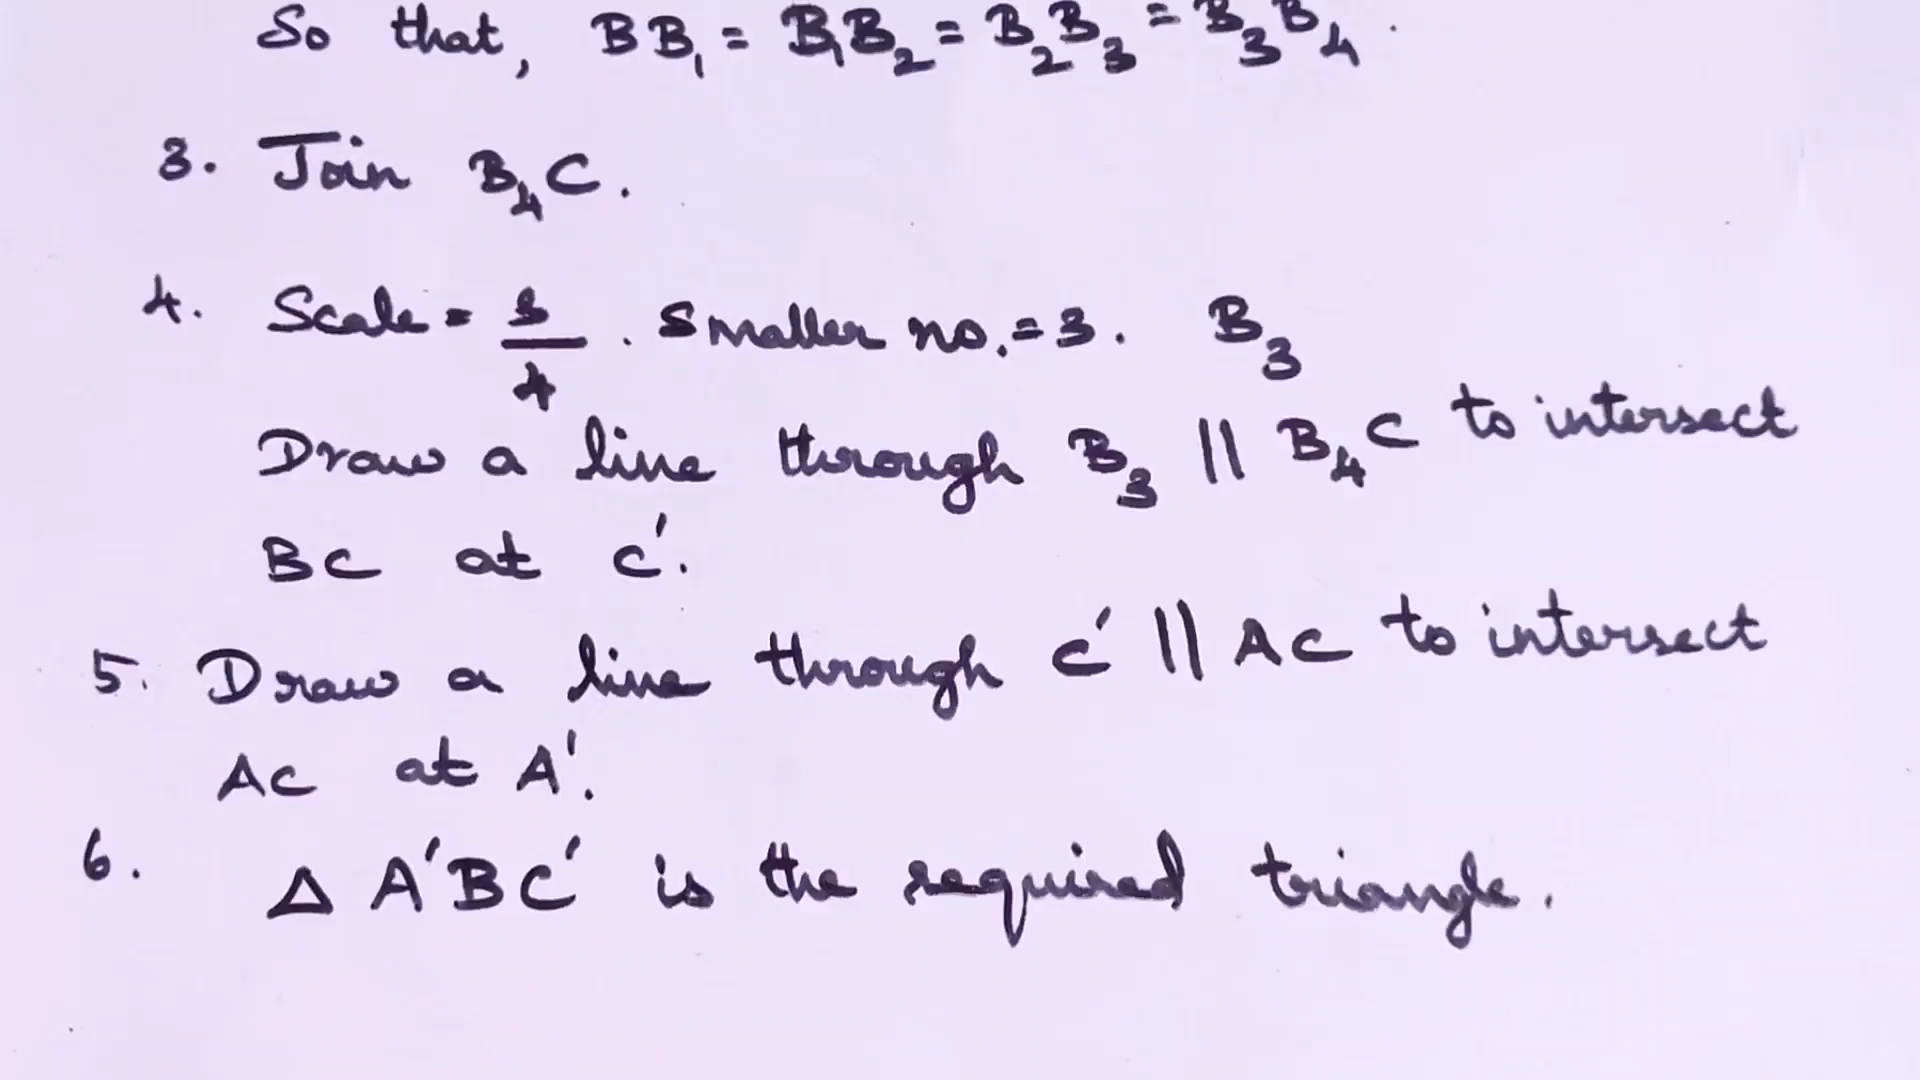 So that, BB₁ = B₁B₂ = B₂B₃ = B₃B₄.
3. Join B₄C.
4. Scale = 3/4. Smaller no. = 3. B₃
Draw a line through B₃ || B₄C to intersect
BC at C'.
5. Draw a line through C' || AC to intersect
AC at A'.
6. Δ A'BC' is the required triangle.